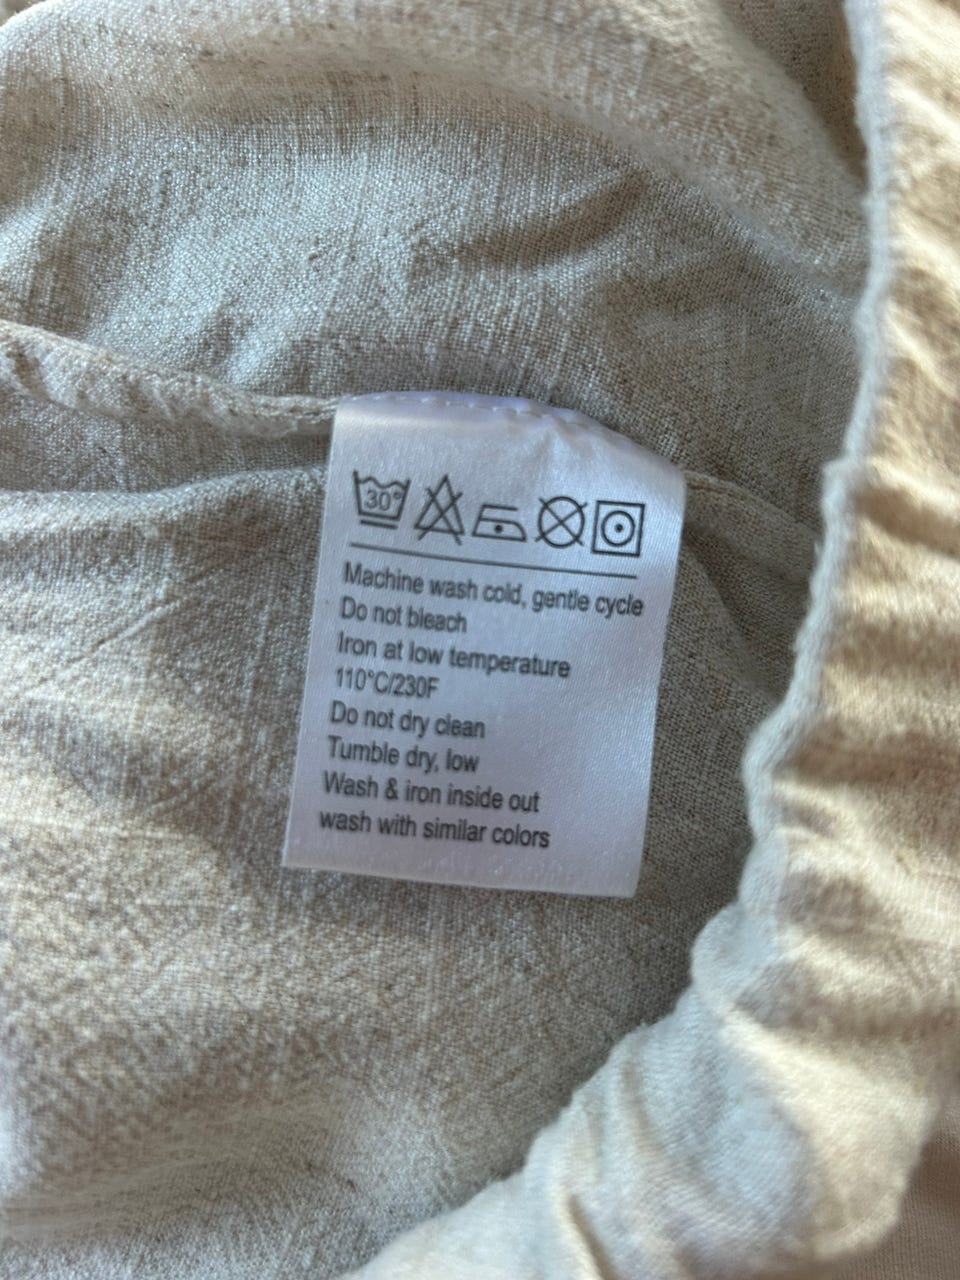 30°
Machine wash cold, gentle cycle
Do not bleach
Iron at low temperature
110°C/230F
Do not dry clean
Tumble dry, low
Wash & iron inside out
wash with similar colors